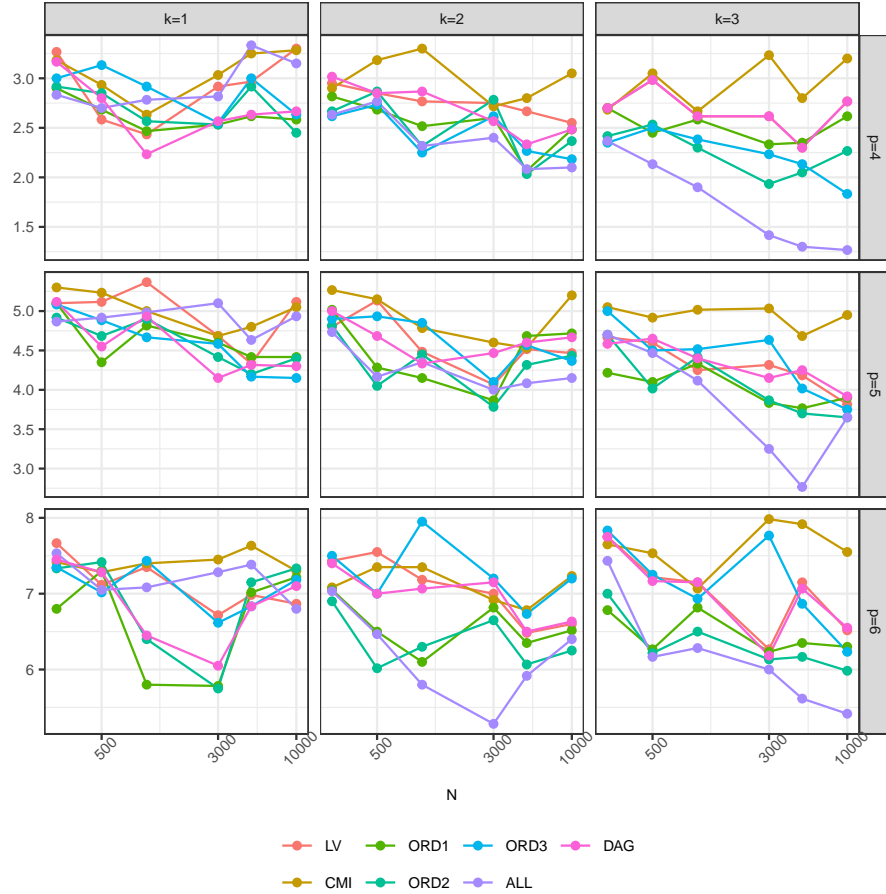 k=1 k=2 k=3
3.0
2.5
2.0
1.5
p=4
5.0
4.5
4.0
3.5
3.0
p=5
8
7
6
p=6
500 3000 10000 500 3000 10000 500 3000 10000
N
LV ORD1 ORD3 DAG
CMI ORD2 ALL